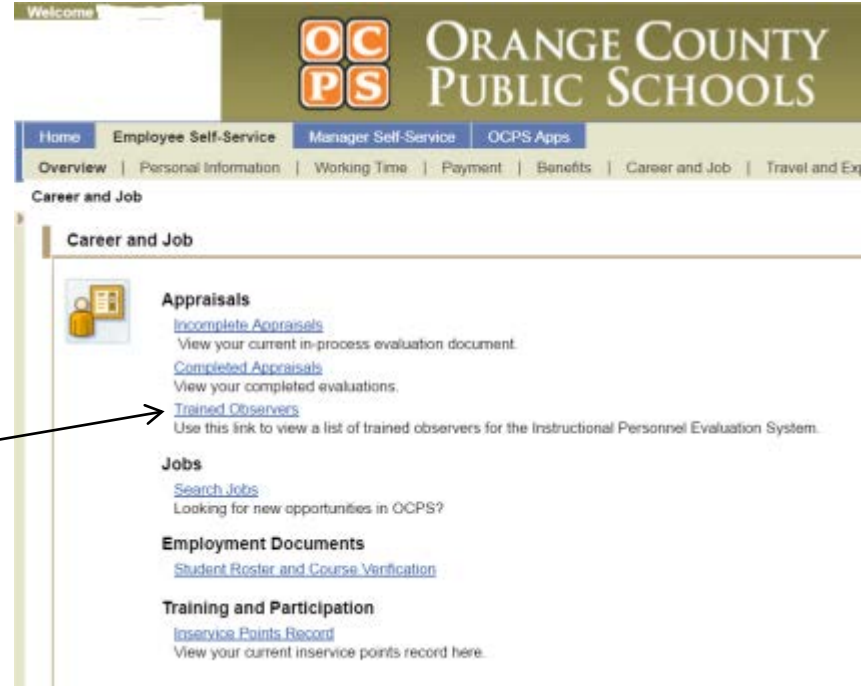 Welcome
OC
PS
ORANGE COUNTY
PUBLIC SCHOOLS
Home Employee Self-Service Manager Self-Service OCPS Apps
Overview | Personal Information | Working Time | Payment | Benefits | Career and Job | Travel and Exp
Career and Job
Career and Job
Appraisals
Incomplete Appraisals
View your current in-process evaluation document.
Completed Appraisals
View your completed evaluations.
Trained Observers
Use this link to view a list of trained observers for the Instructional Personnel Evaluation System.
Jobs
Search Jobs
Looking for new opportunities in OCPS?
Employment Documents
Student Roster and Course Verification
Training and Participation
Inservice Points Record
View your current inservice points record here.